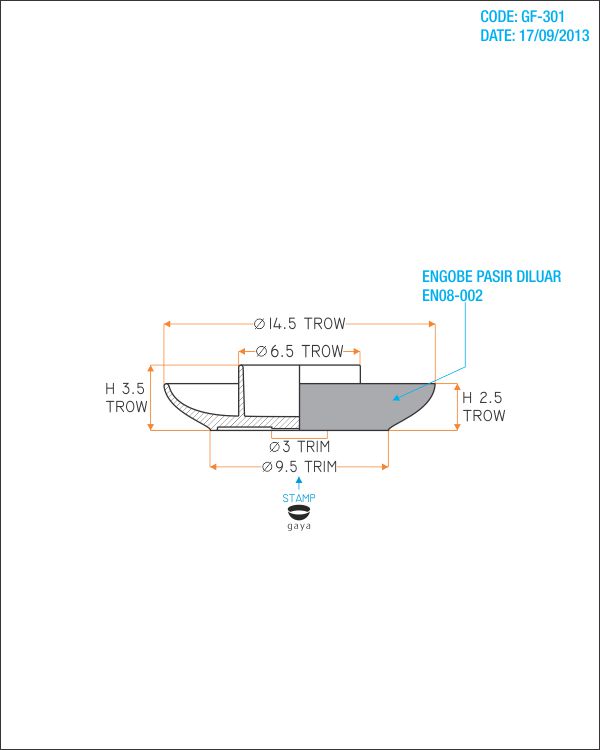 CODE: GF-301
DATE: 17/09/2013
ENGOBE PASIR DILUAR
EN08-002
Ø14.5 TROW
Ø6.5 TROW
H 3.5
TROW
H 2.5
TROW
Ø3 TRIM
Ø9.5 TRIM
STAMP
gaya